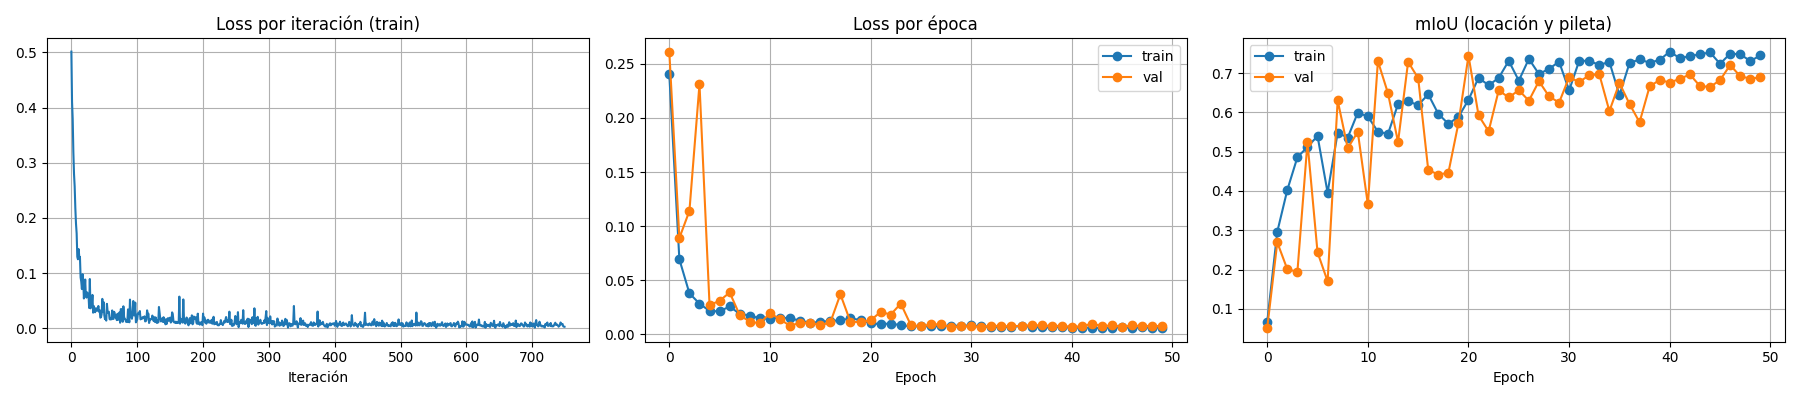 Loss por iteración (train)
0.5
0.4
0.3
0.2
0.1
0.0
0 100 200 300 400 500 600 700
Iteración
Loss por época
train
val
0.25
0.20
0.15
0.10
0.05
0.00
0 10 20 30 40 50
Epoch
mIoU (locación y pileta)
train
val
0.7
0.6
0.5
0.4
0.3
0.2
0.1
0 10 20 30 40 50
Epoch